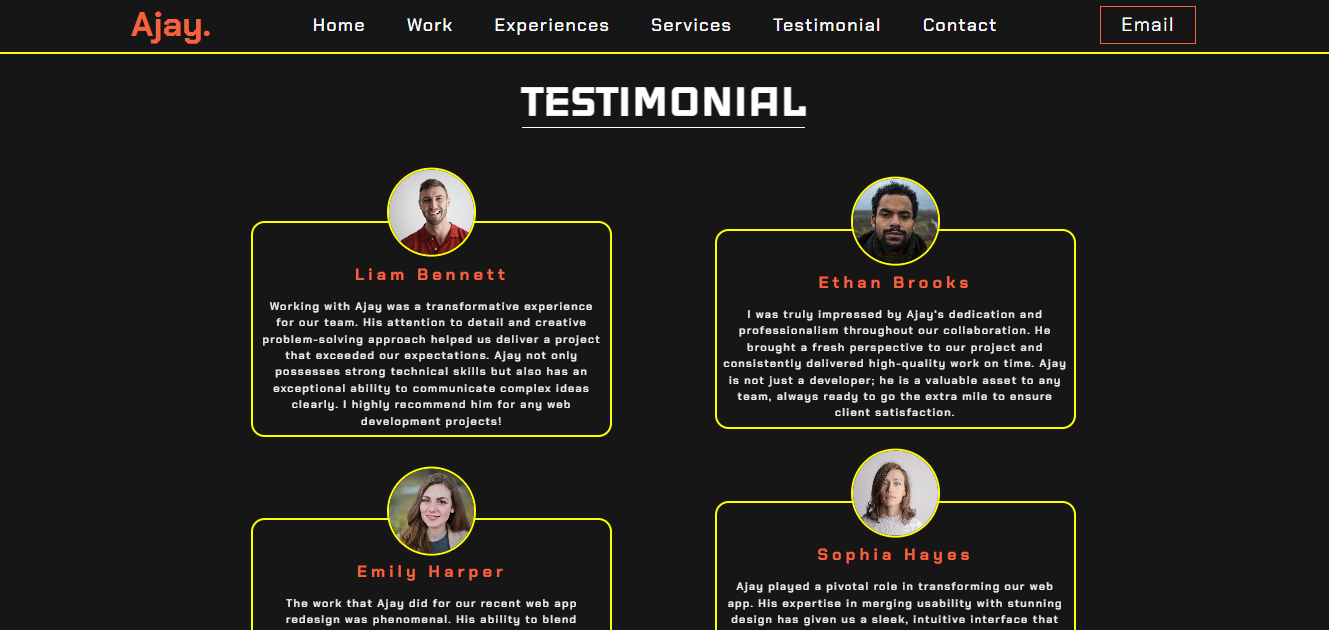 Ajay.
Home
Work
Experiences
Services
Testimonial
Contact
Email
TESTIMONIAL
Liam Bennett
Working with Ajay was a transformative experience
for our team. His attention to detail and creative
problem-solving approach helped us deliver a project
that exceeded our expectations. Ajay not only
possesses strong technical skills but also has an
exceptional ability to communicate complex ideas
clearly. I highly recommend him for any web
development projects!
Ethan Brooks
I was truly impressed by Ajay's dedication and
professionalism throughout our collaboration. He
brought a fresh perspective to our project and
consistently delivered high-quality work on time. Ajay
is not just a developer; he is a valuable asset to any
team, always ready to go the extra mile to ensure
client satisfaction.
Emily Harper
The work that Ajay did for our recent web app
redesign was phenomenal. His ability to blend
Sophia Hayes
Ajay played a pivotal role in transforming our web
app. His expertise in merging usability with stunning
design has given us a sleek, intuitive interface that